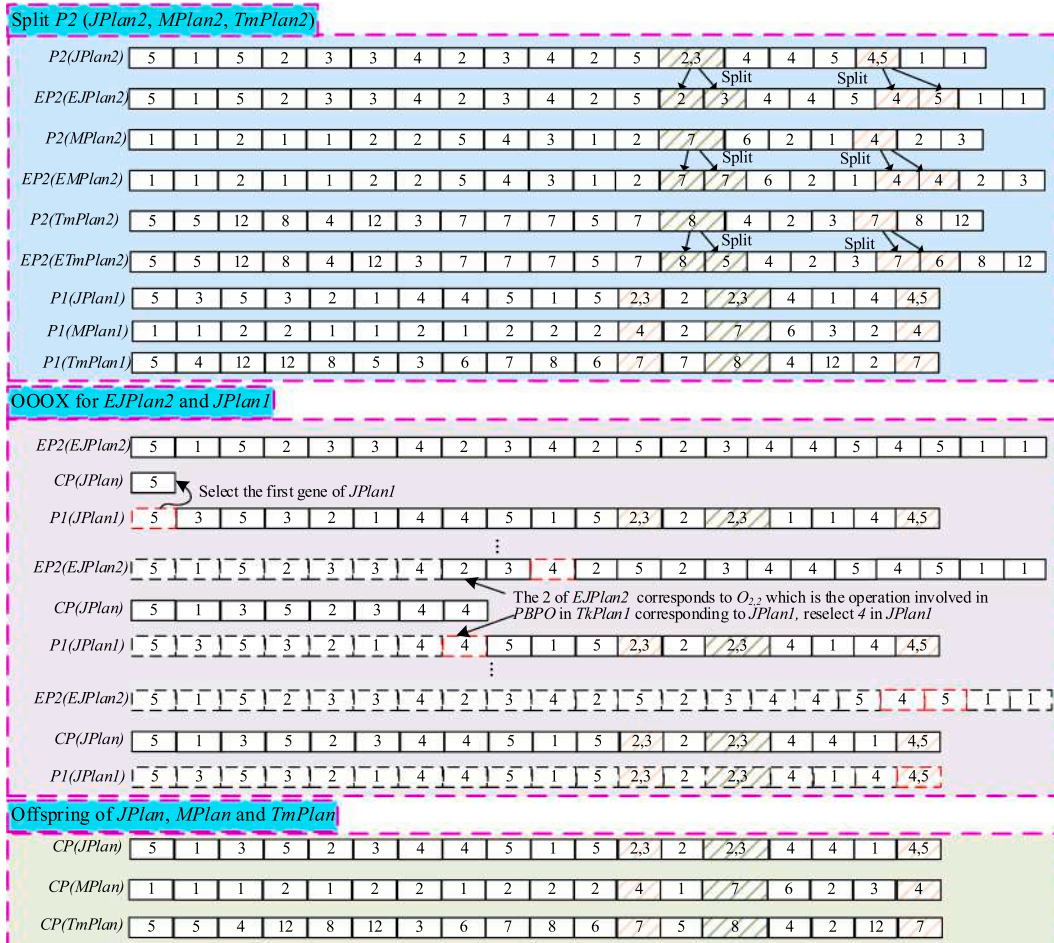 Split P2 (JPlan2, MPlan2, TmPlan2)
P2(JPlan2) 5 1 5 2 3 3 4 2 3 4 2 5 2,3 4 4 5 4,5 1 1
Split Split
EP2(EJPlan2) 5 1 5 2 3 3 4 2 3 4 2 5 2 3 4 4 5 4 5 1 1
P2(MPlan2) 1 1 2 1 1 2 2 5 4 3 1 2 7 6 2 1 4 2 3
Split Split
EP2(EMPlan2) 1 1 2 1 1 2 2 5 4 3 1 2 7 7 6 2 1 4 4 2 3
P2(TmPlan2) 5 5 12 8 4 12 3 7 7 7 5 7 8 4 2 3 7 8 12
Split Split
EP2(ETmPlan2) 5 5 12 8 4 12 3 7 7 7 5 7 8 5 4 2 3 7 6 8 12
P1(JPlan1) 5 3 5 3 2 1 4 4 5 1 5 2,3 2 2,3 4 1 4 4,5
P1(MPlan1) 1 1 2 2 1 1 2 1 2 2 2 4 2 7 6 3 2 4
P1(TmPlan1) 5 4 12 12 8 5 3 6 7 8 6 7 7 8 4 12 2 7
OOOX for EJPlan2 and JPlan1
EP2(EJPlan2) 5 1 5 2 3 3 4 2 3 4 2 5 2 3 4 4 5 4 5 1 1
CP(JPlan) 5
Select the first gene of JPlan1
P1(JPlan1) 5 3 5 3 2 1 4 4 5 1 5 2,3 2 2,3 1 1 4 4,5
⋮
EP2(EJPlan2) 5 1 5 2 3 3 4 2 3 4 2 5 2 3 4 4 5 4 5 1 1
The 2 of EJPlan2 corresponds to O2,2 which is the operation involved in
CP(JPlan) 5 1 3 5 2 3 4 4
PBPO in TkPlan1 corresponding to JPlan1, reselect 4 in JPlan1
P1(JPlan1) 5 3 5 3 2 1 4 4 5 1 5 2,3 2 2,3 4 1 4 4,5
⋮
EP2(EJPlan2) 5 1 5 2 3 3 4 2 3 4 2 5 2 3 4 4 5 4 5 1 1
CP(JPlan) 5 1 3 5 2 3 4 4 5 1 5 2,3 2 2,3 4 4 1 4,5
P1(JPlan1) 5 3 5 3 2 1 4 4 5 1 5 2,3 2 2,3 4 1 4 4,5
Offspring of JPlan, MPlan and TmPlan
CP(JPlan) 5 1 3 5 2 3 4 4 5 1 5 2,3 2 2,3 4 4 1 4,5
CP(MPlan) 1 1 1 2 1 2 2 1 2 2 2 4 1 7 6 2 3 4
CP(TmPlan) 5 5 4 12 8 12 3 6 7 8 6 7 5 8 4 2 12 7